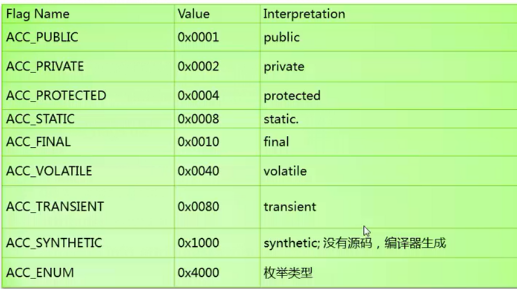 Flag Name Value Interpretation
ACC_PUBLIC 0x0001 public
ACC_PRIVATE 0x0002 private
ACC_PROTECTED 0x0004 protected
ACC_STATIC 0x0008 static.
ACC_FINAL 0x0010 final
ACC_VOLATILE 0x0040 volatile
ACC_TRANSIENT 0x0080 transient
ACC_SYNTHETIC 0x1000 synthetic; 没有源码，编译器生成
ACC_ENUM 0x4000 枚举类型